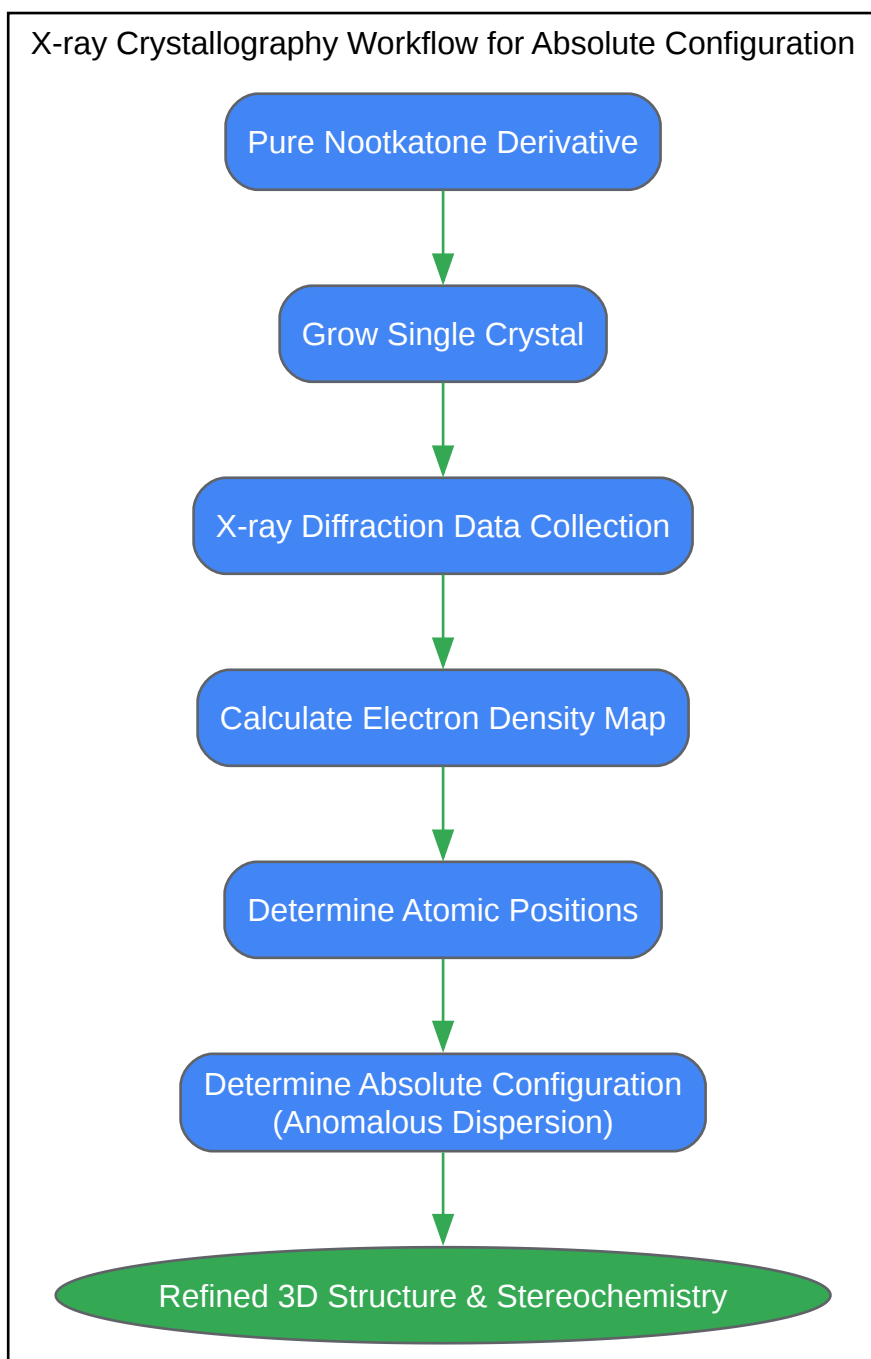 X-ray Crystallography Workflow for Absolute Configuration
Pure Nootkatone Derivative
Grow Single Crystal
X-ray Diffraction Data Collection
Calculate Electron Density Map
Determine Atomic Positions
Determine Absolute Configuration
(Anomalous Dispersion)
Refined 3D Structure & Stereochemistry